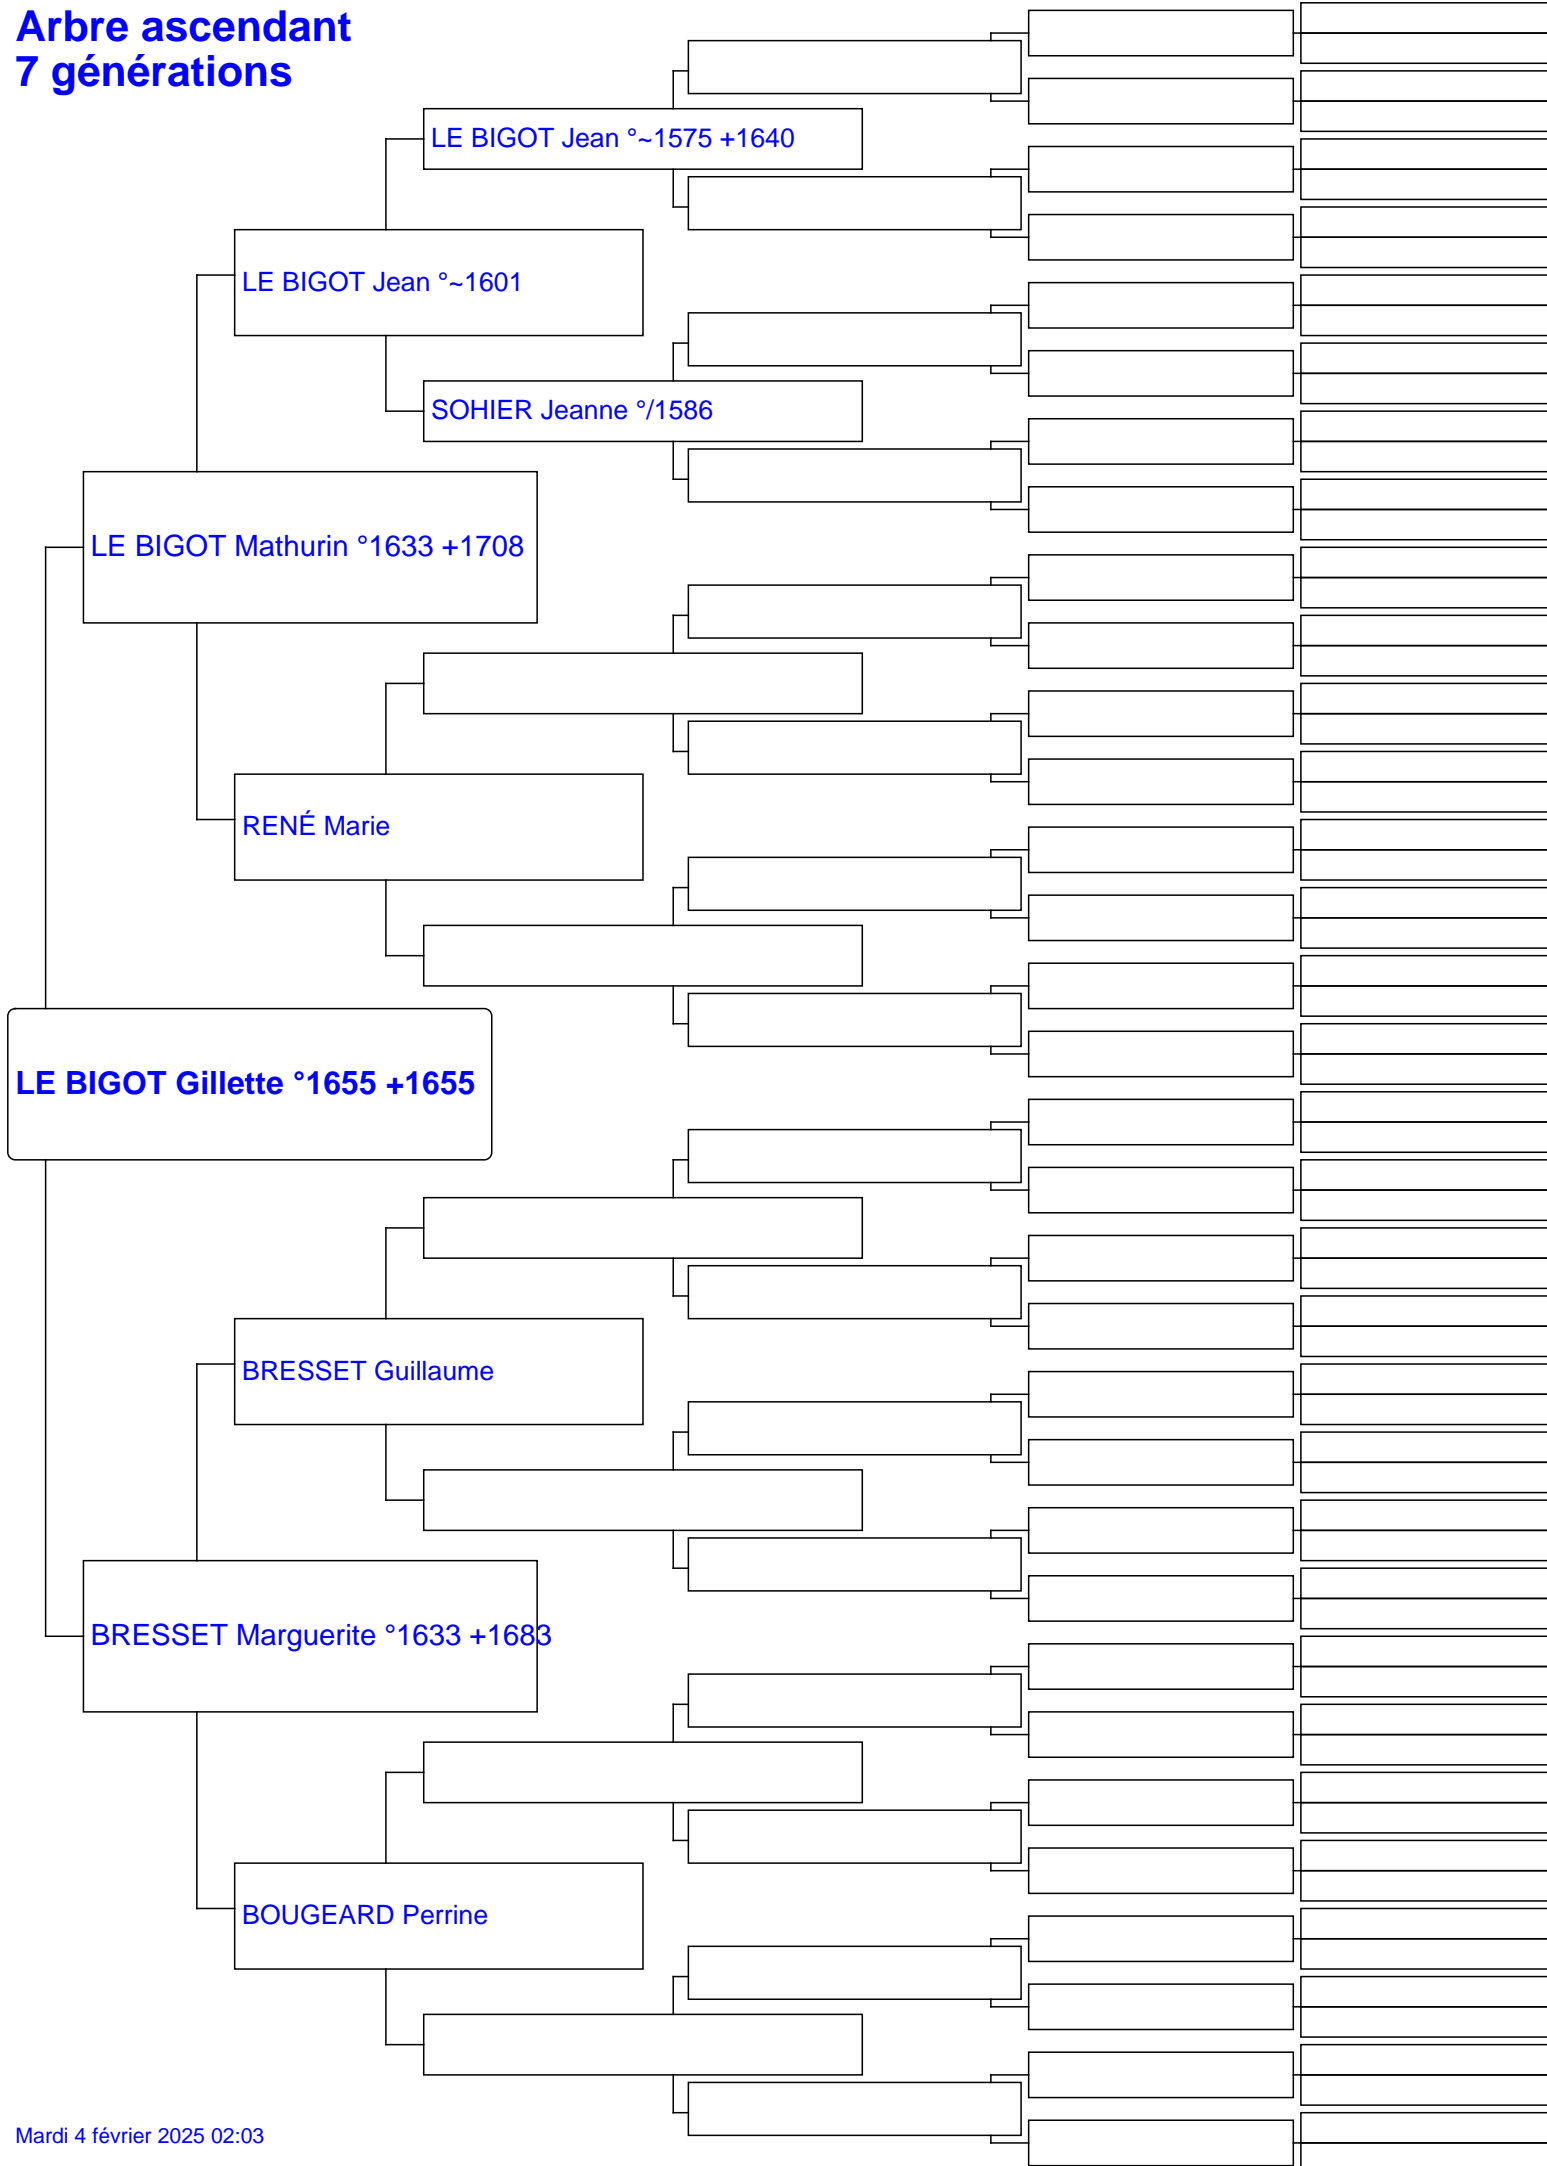 Arbre ascendant
7 générations
LE BIGOT Jean °~1575 +1640
LE BIGOT Jean °~1601
SOHIER Jeanne °/1586
LE BIGOT Mathurin °1633 +1708
RENÉ Marie
LE BIGOT Gillette °1655 +1655
BRESSET Guillaume
BRESSET Marguerite °1633 +1683
BOUGEARD Perrine
Mardi 4 février 2025 02:03